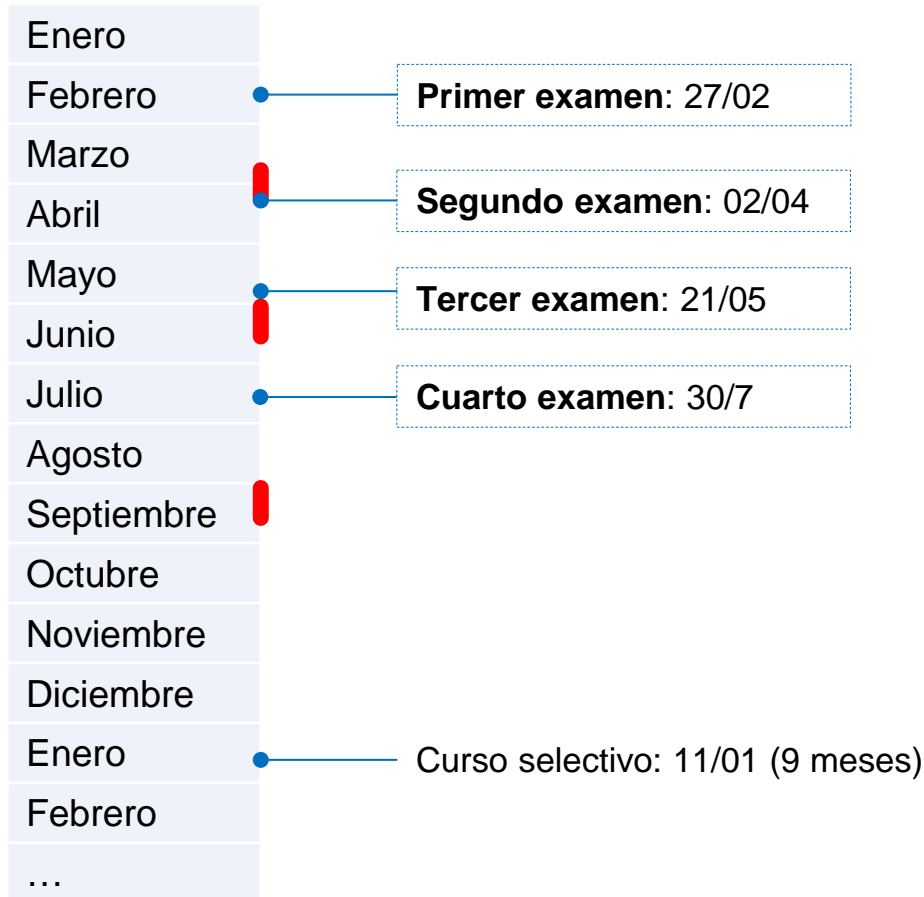 Enero
Febrero
Primer examen: 27/02
Marzo
Abril
Segundo examen: 02/04
Mayo
Tercer examen: 21/05
Junio
Julio
Cuarto examen: 30/7
Agosto
Septiembre
Octubre
Noviembre
Diciembre
Enero
Curso selectivo: 11/01 (9 meses)
Febrero
…